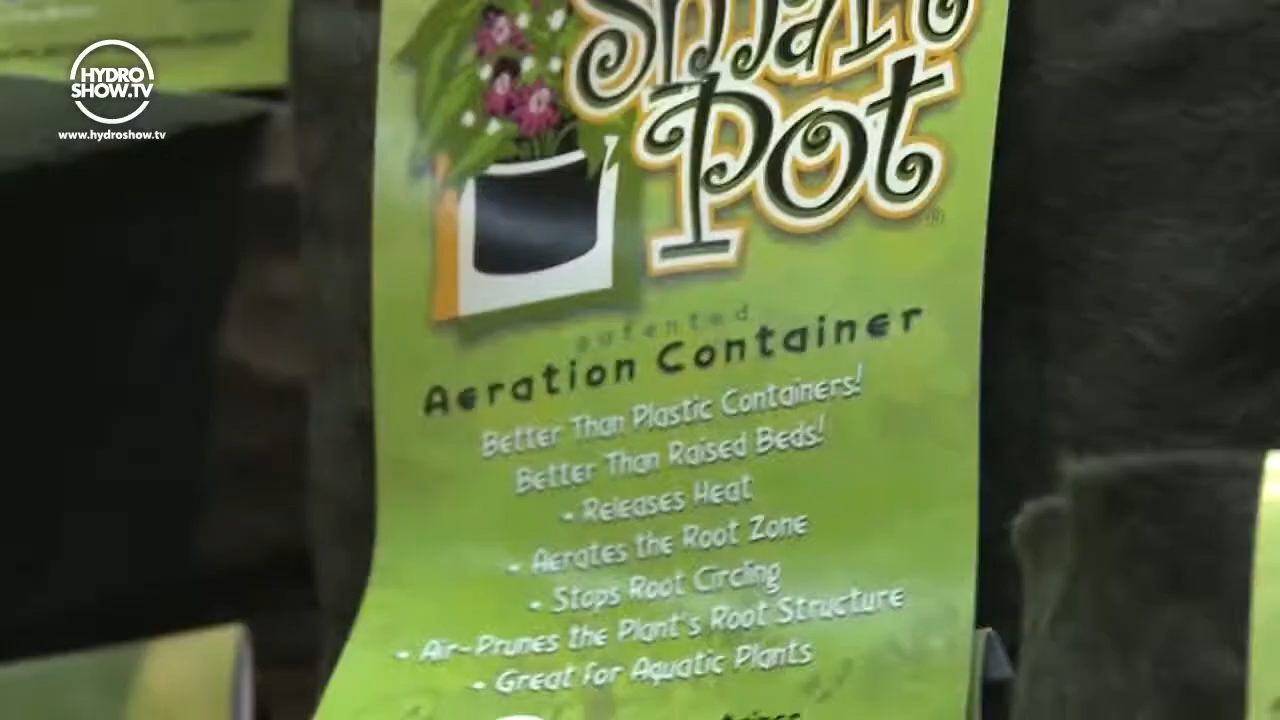 HYDRO
SHOW.TV
www.hydroshow.tv
Smart
Pot
patented
Aeration Container
Better Than Plastic Containers!
Better Than Raised Beds!
- Releases Heat
- Aerates the Root Zone
- Stops Root Circling
- Air-Prunes the Plant's Root Structure
- Great for Aquatic Plants